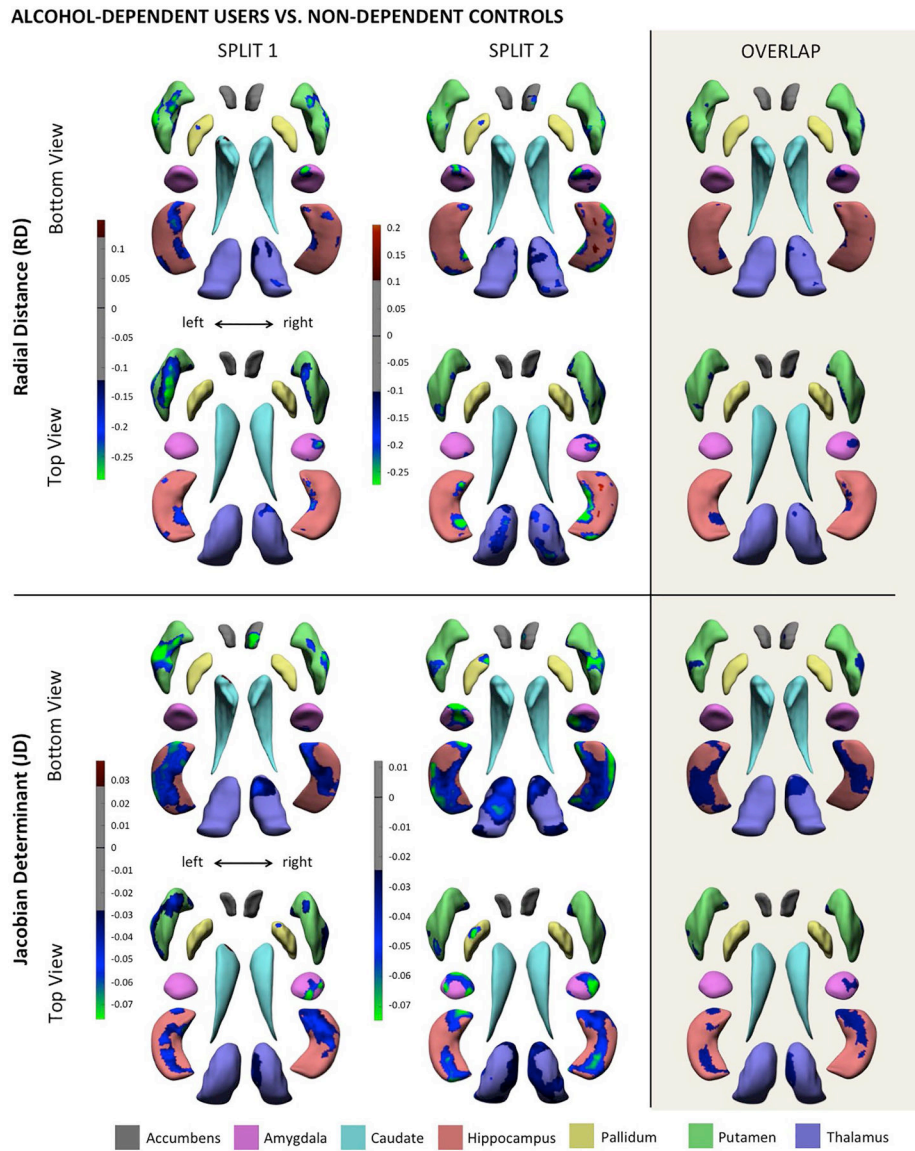 ALCOHOL-DEPENDENT USERS VS. NON-DEPENDENT CONTROLS
SPLIT 1
SPLIT 2
OVERLAP
Radial Distance (RD)
Bottom View
Top View
0.1
0.05
0
-0.05
-0.1
-0.15
-0.2
-0.25
0.2
0.15
0.1
0.05
0
-0.05
-0.1
-0.15
-0.2
-0.25
left
right
Jacobian Determinant (JD)
Bottom View
Top View
0.03
0.02
0.01
0
-0.01
-0.02
-0.03
-0.04
-0.05
-0.06
-0.07
0.01
0
-0.01
-0.02
-0.03
-0.04
-0.05
-0.06
-0.07
left
right
Accumbens
Amygdala
Caudate
Hippocampus
Pallidum
Putamen
Thalamus